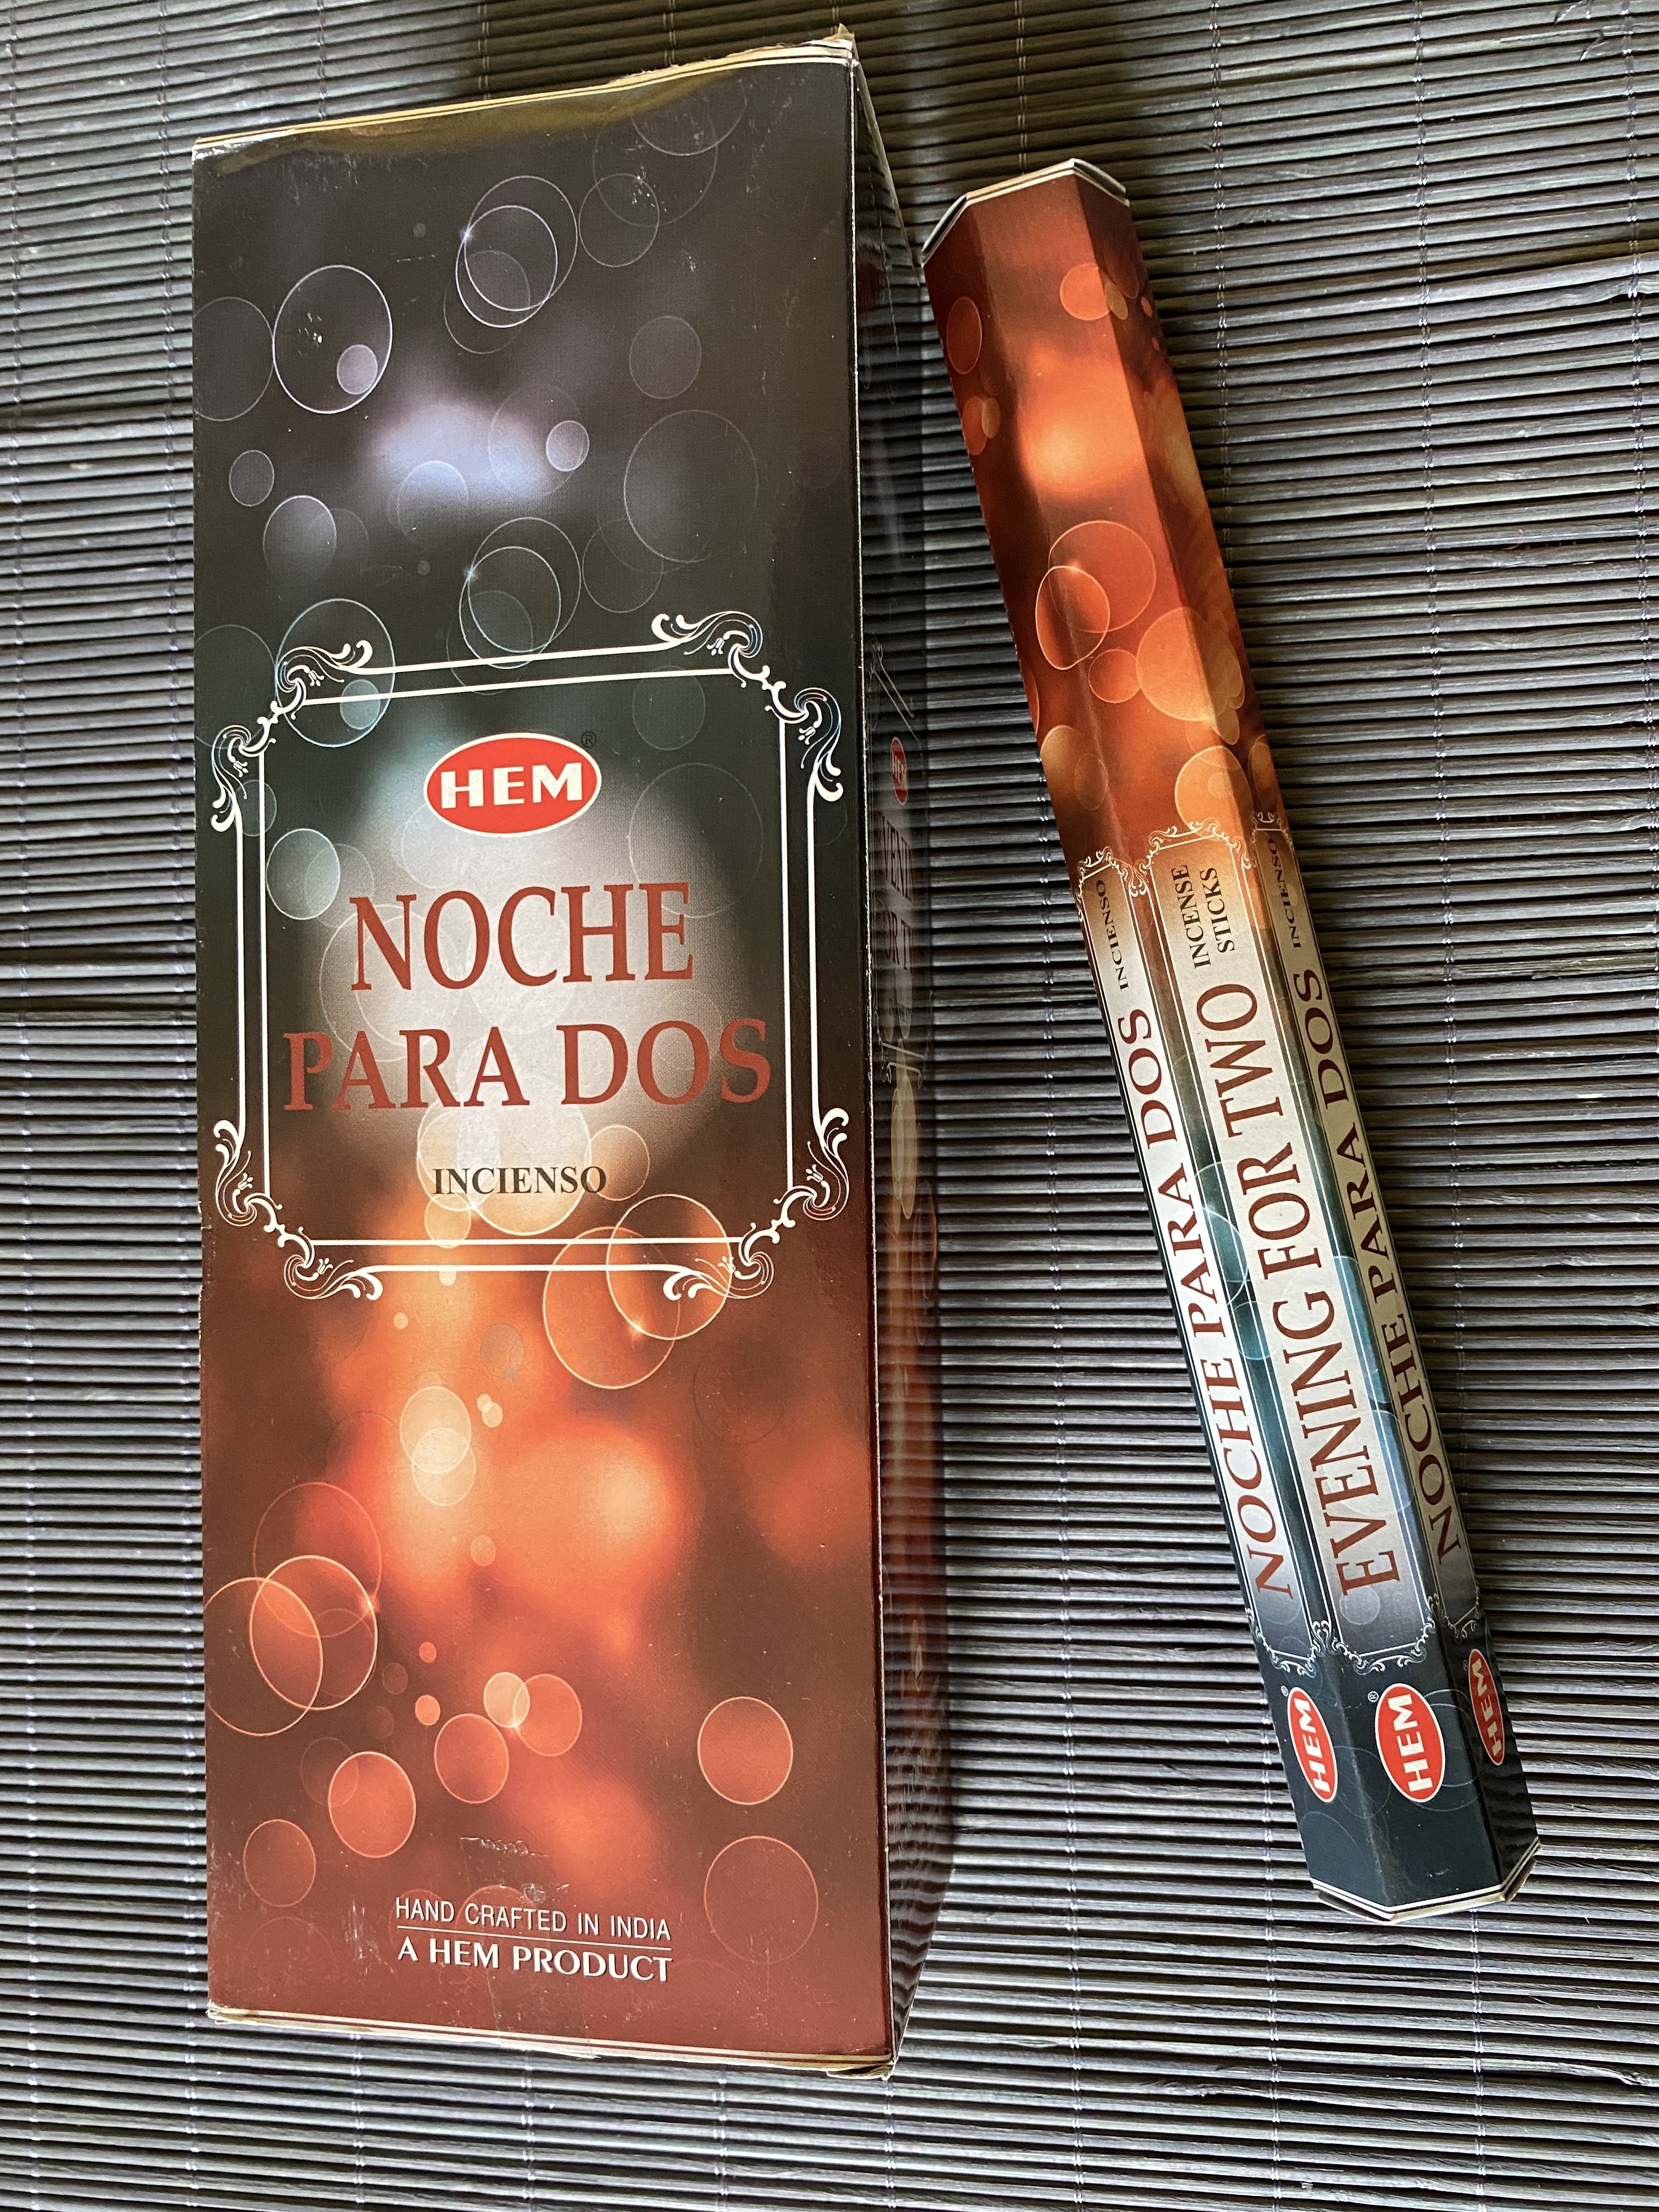 HEM®
NOCHE
PARA DOS
INCIENSO
HAND CRAFTED IN INDIA
A HEM PRODUCT
HEM
HEM® NOCHE PARA DOS INCIENSO
HEM® EVENING FOR TWO INCENSE
STICKS
HEM NOCHE PARA DOS INCIENSO